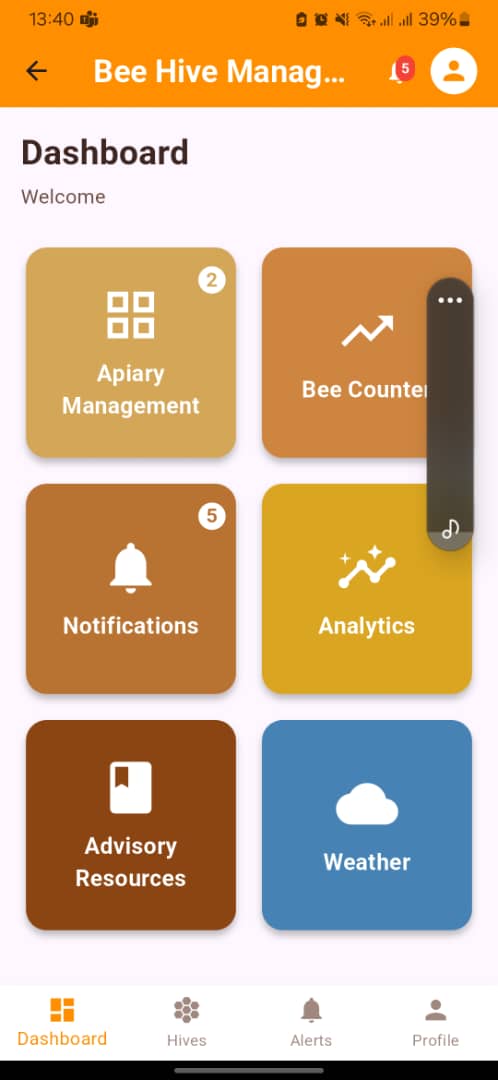 13:40 39%
Bee Hive Manag... 5
Dashboard
Welcome
2
Apiary
Management
Bee Counter
5
Notifications
Analytics
Advisory
Resources
Weather
Dashboard Hives Alerts Profile